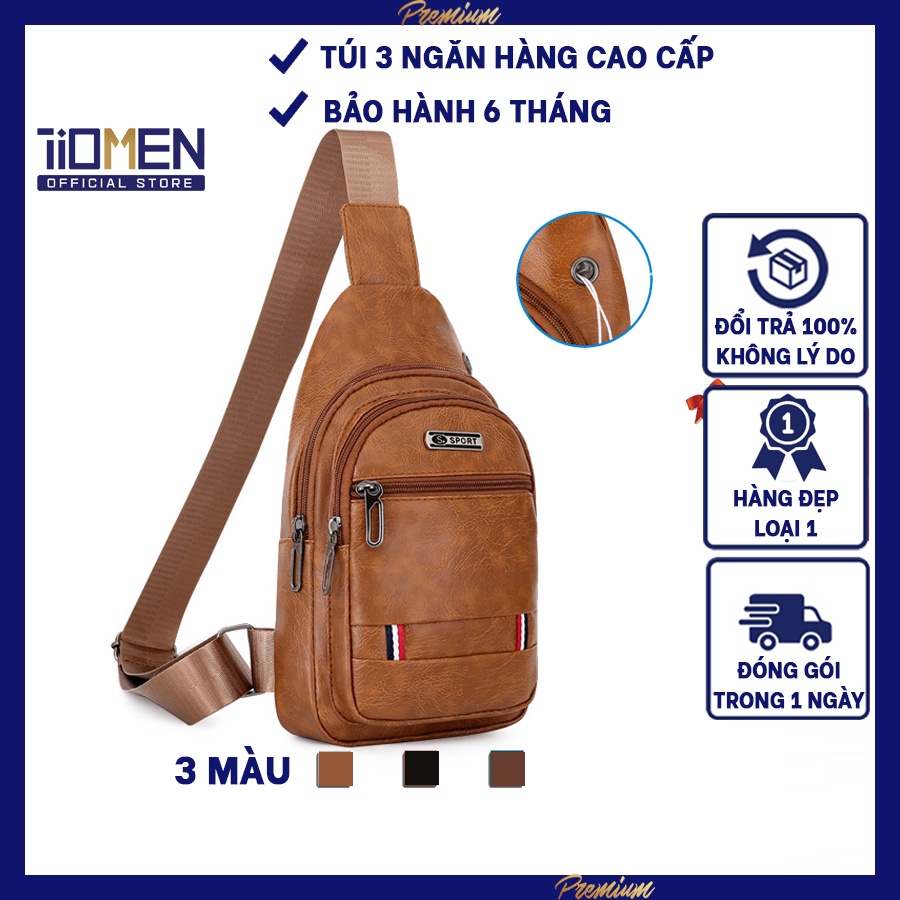 Premium
TÚI 3 NGĂN HÀNG CAO CẤP
BẢO HÀNH 6 THÁNG
TIOMEN
OFFICIAL STORE
S SPORT
ĐỔI TRẢ 100%
KHÔNG LÝ DO
1
HÀNG ĐẸP
LOẠI 1
ĐÓNG GÓI
TRONG 1 NGÀY
3 MÀU
Premium